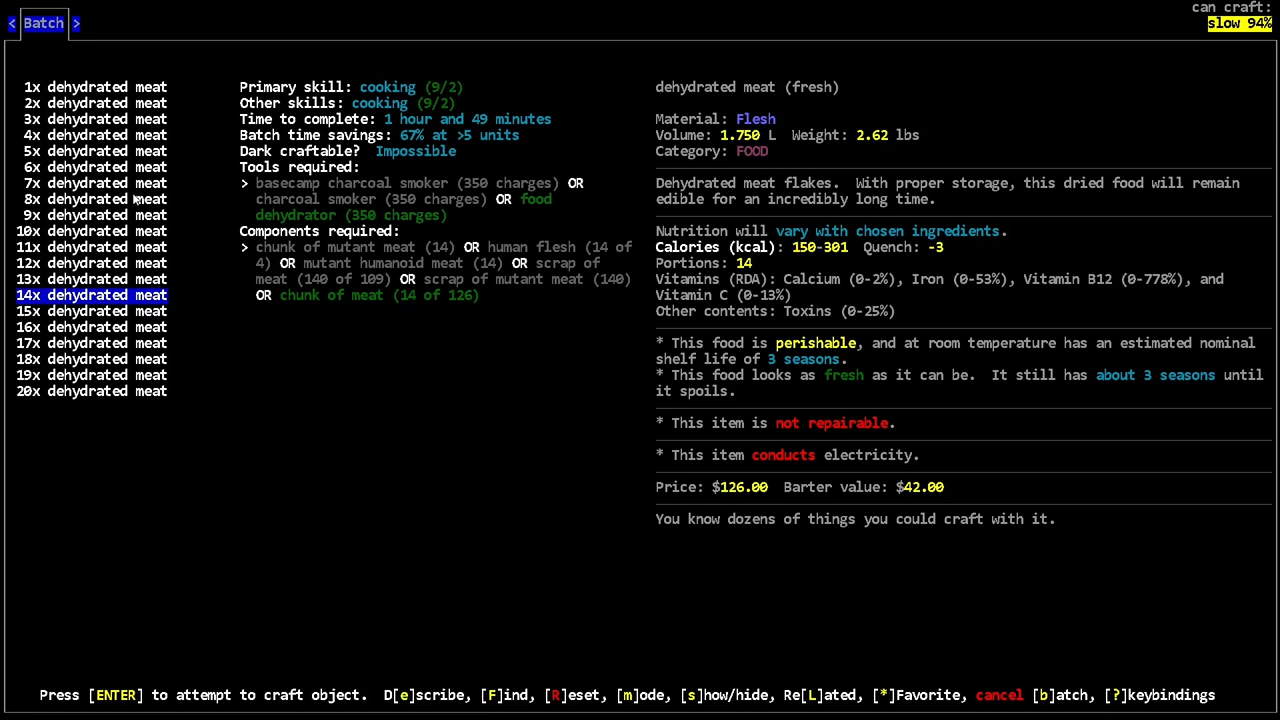 can craft:
< Batch >
slow 94%
1x dehydrated meat
2x dehydrated meat
3x dehydrated meat
4x dehydrated meat
5x dehydrated meat
6x dehydrated meat
7x dehydrated meat
8x dehydrated meat
9x dehydrated meat
10x dehydrated meat
11x dehydrated meat
12x dehydrated meat
13x dehydrated meat
14x dehydrated meat
15x dehydrated meat
16x dehydrated meat
17x dehydrated meat
18x dehydrated meat
19x dehydrated meat
20x dehydrated meat
Primary skill: cooking (9/2)
Other skills: cooking (9/2)
Time to complete: 1 hour and 49 minutes
Batch time savings: 67% at >5 units
Dark craftable?  Impossible
Tools required:
> basecamp charcoal smoker (350 charges) OR
charcoal smoker (350 charges) OR food
dehydrator (350 charges)
Components required:
> chunk of mutant meat (14) OR human flesh (14 of
4) OR mutant humanoid meat (14) OR scrap of
meat (140 of 109) OR scrap of mutant meat (140)
OR chunk of meat (14 of 126)
dehydrated meat (fresh)
Material: Flesh
Volume: 1.750 L  Weight: 2.62 lbs
Category: FOOD
Dehydrated meat flakes.  With proper storage, this dried food will remain
edible for an incredibly long time.
Nutrition will vary with chosen ingredients.
Calories (kcal): 150-301  Quench: -3
Portions: 14
Vitamins (RDA): Calcium (0-2%), Iron (0-53%), Vitamin B12 (0-778%), and
Vitamin C (0-13%)
Other contents: Toxins (0-25%)
* This food is perishable, and at room temperature has an estimated nominal
shelf life of 3 seasons.
* This food looks as fresh as it can be.  It still has about 3 seasons until
it spoils.
* This item is not repairable.
* This item conducts electricity.
Price: $126.00  Barter value: $42.00
You know dozens of things you could craft with it.
Press [ENTER] to attempt to craft object.  D[e]scribe, [F]ind, [R]eset, [m]ode, [s]how/hide, Re[L]ated, [*]Favorite, cancel [b]atch, [?]keybindings